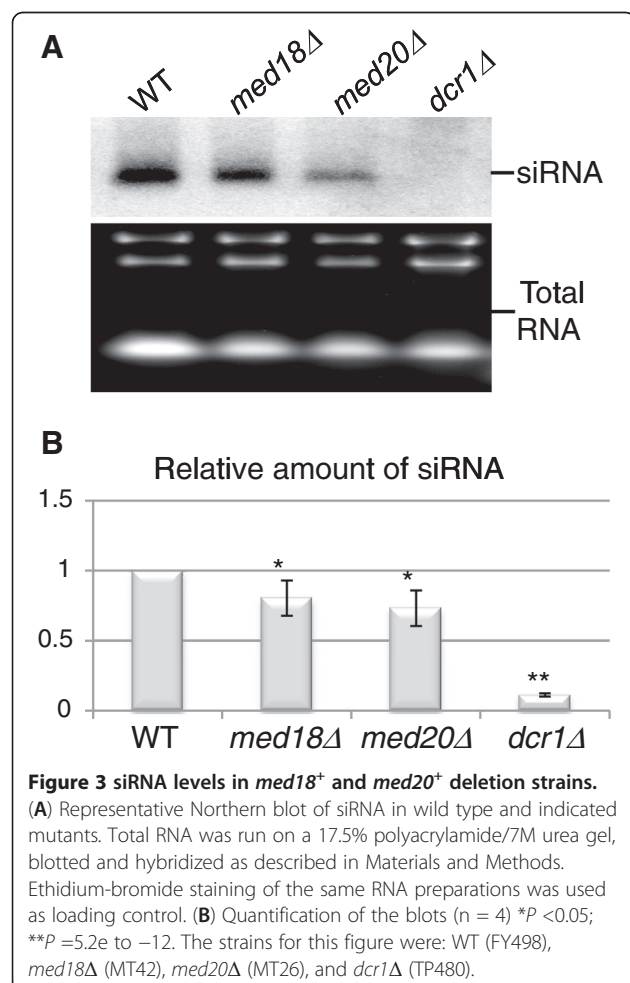 A
WT med18Δ med20Δ dcr1Δ
siRNA
Total
RNA
B
Relative amount of siRNA
1.5
1
0.5
0
* * **
WT med18Δ med20Δ dcr1Δ
Figure 3 siRNA levels in med18⁺ and med20⁺ deletion strains.
(A) Representative Northern blot of siRNA in wild type and indicated
mutants. Total RNA was run on a 17.5% polyacrylamide/7M urea gel,
blotted and hybridized as described in Materials and Methods.
Ethidium-bromide staining of the same RNA preparations was used
as loading control. (B) Quantification of the blots (n = 4) *P <0.05;
**P =5.2e to −12. The strains for this figure were: WT (FY498),
med18Δ (MT42), med20Δ (MT26), and dcr1Δ (TP480).